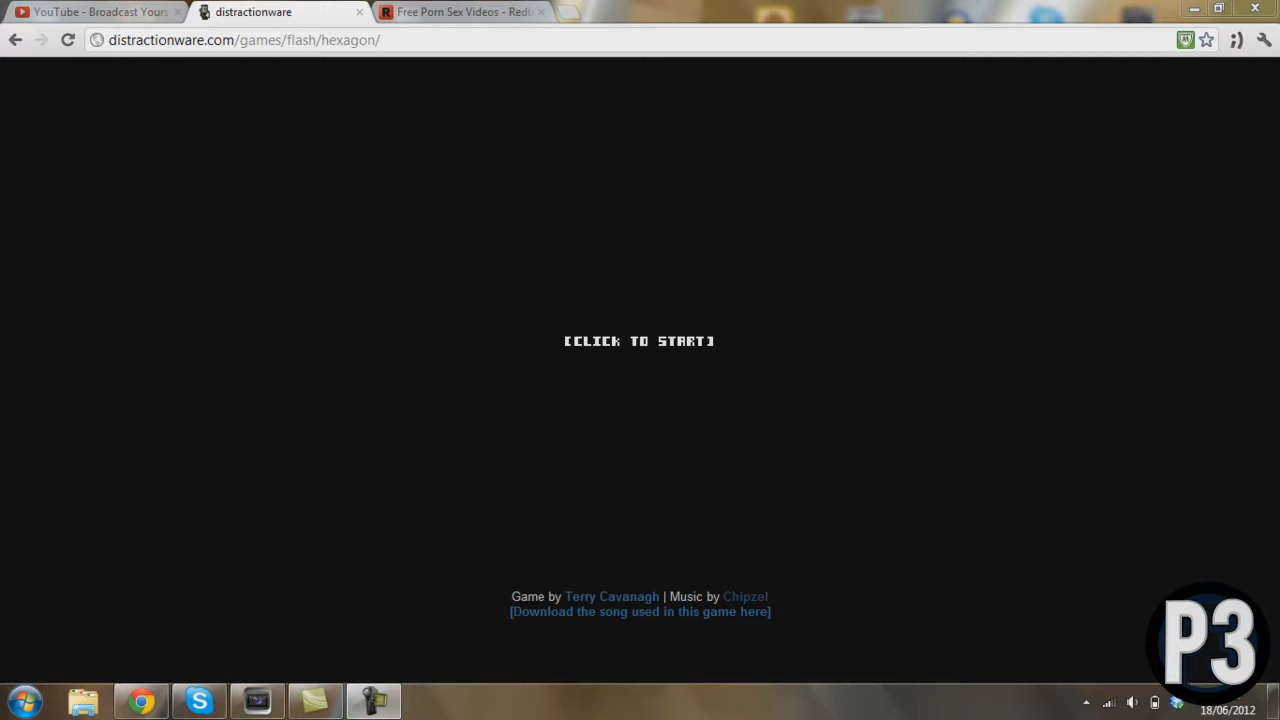 YouTube - Broadcast Yours
distractionware
Free Porn Sex Videos - Redt
distractionware.com/games/flash/hexagon/
[CLICK TO START]
Game by Terry Cavanagh | Music by Chipzel
[Download the song used in this game here]
P3
18/06/2012